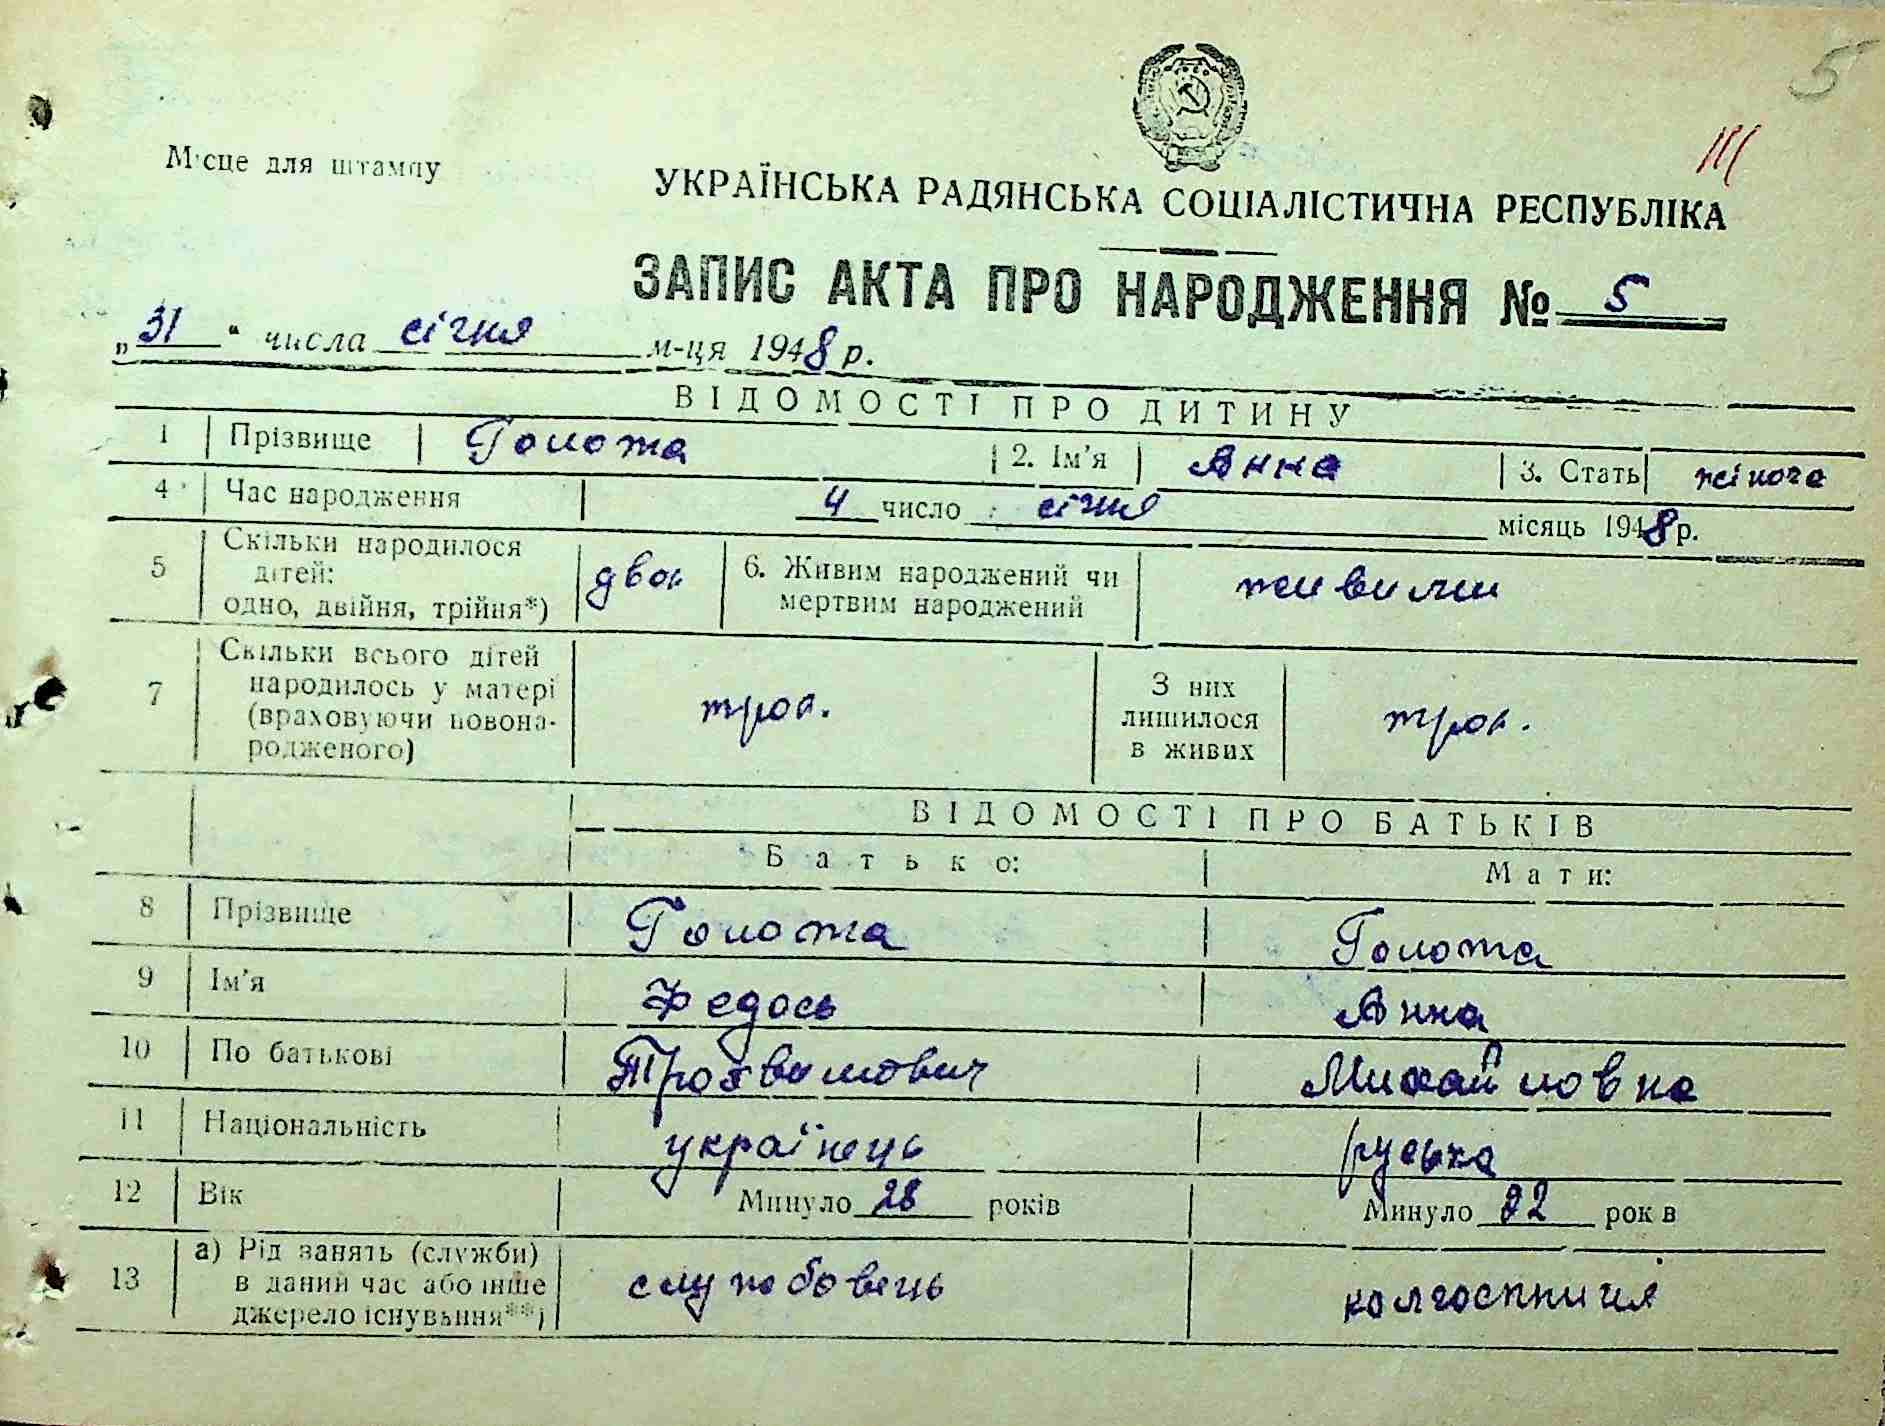 5
Місце для штампу
УКРАЇНСЬКА РАДЯНСЬКА СОЦІАЛІСТИЧНА РЕСПУБЛІКА
ЗАПИС АКТА ПРО НАРОДЖЕННЯ № 5
„ 31 " числа січня м-ця 1948 р.
ВІДОМОСТІ ПРО ДИТИНУ
1 Прізвище Голота 2. Ім'я Анна 3. Стать жіноча
4 Час народження 4 число січня місяць 1948 р.
5 Скільки народилося дітей: одно, двійня, трійня*) двоє 6. Живим народжений чи мертвим народжений живими
7 Скільки всього дітей народилось у матері (враховуючи новонародженого) троє. З них лишилося в живих троє.
ВІДОМОСТІ ПРО БАТЬКІВ
Батько: Мати:
8 Прізвище Голота Голота
9 Ім'я Федось Анна
10 По батькові Трохвимович Михайловна
11 Національність українець руська
12 Вік Минуло 28 років Минуло 22 рок в
13 а) Рід занять (служби) в даний час або інше джерело існування**) службовець колгоспниця